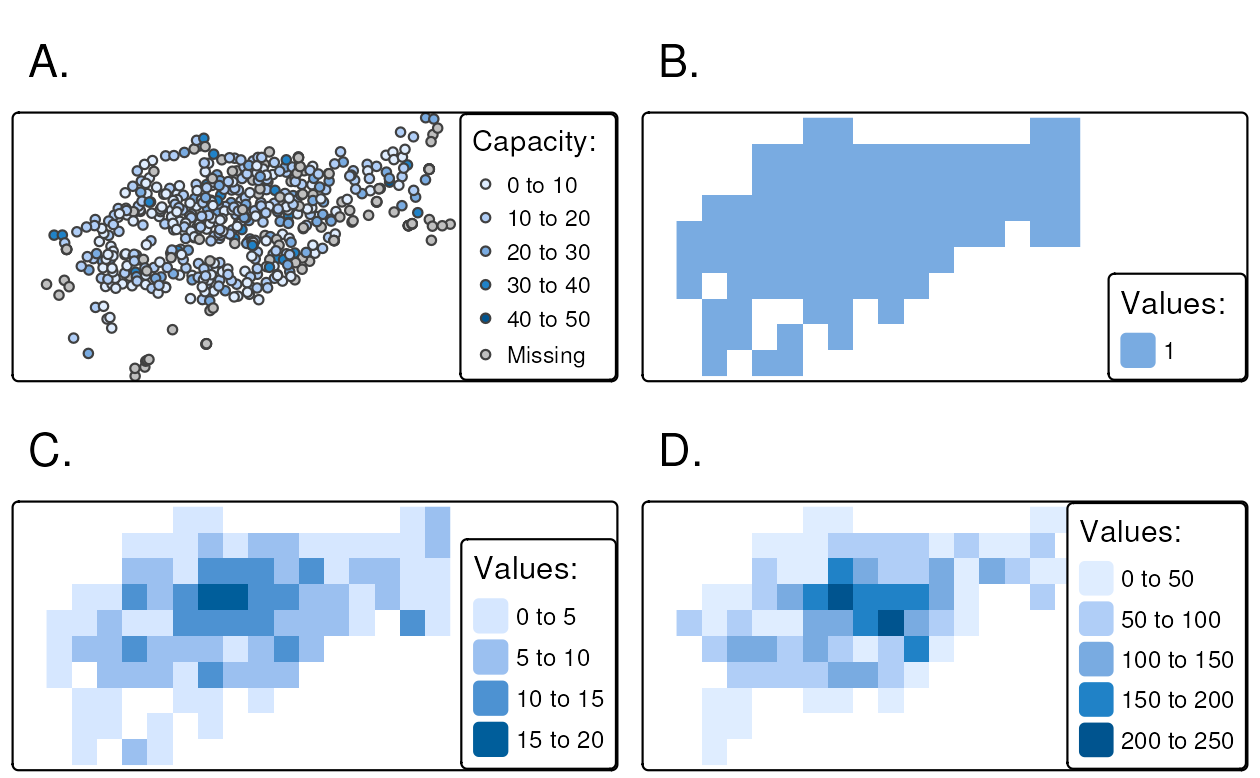 A.
Capacity:
0 to 10
10 to 20
20 to 30
30 to 40
40 to 50
Missing
B.
Values:
1
C.
Values:
0 to 5
5 to 10
10 to 15
15 to 20
D.
Values:
0 to 50
50 to 100
100 to 150
150 to 200
200 to 250